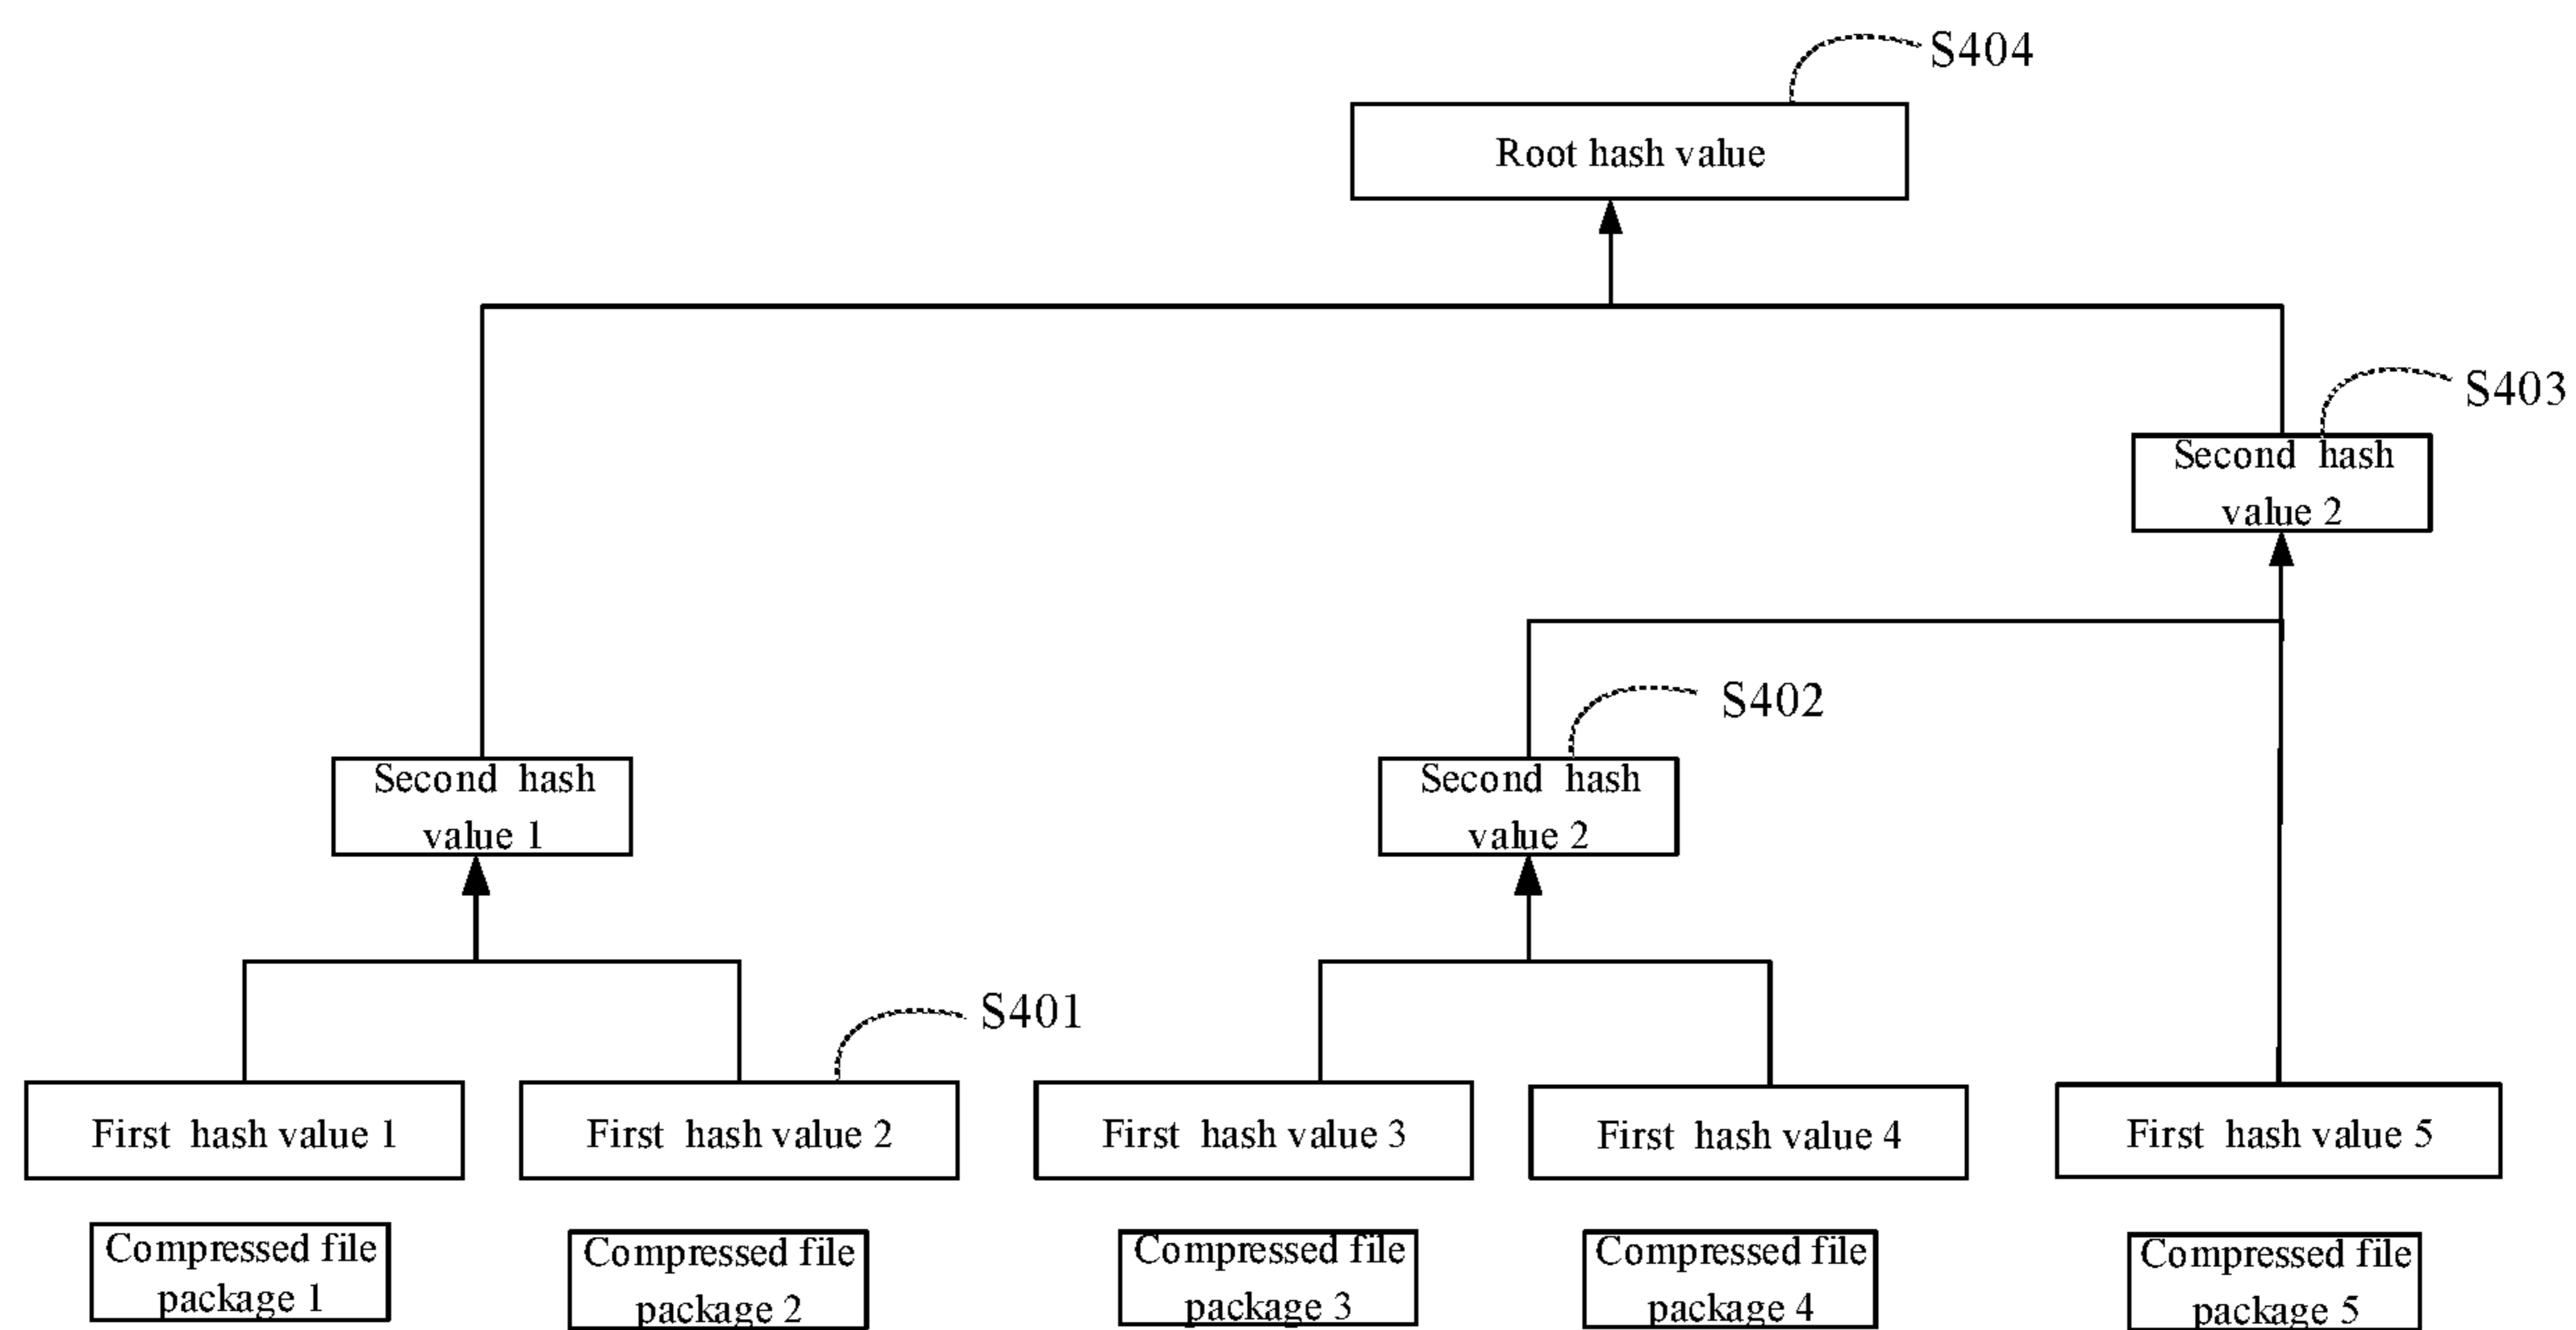 S404
Root hash value
S403
Second hash
value 2
S402
Second hash
value 1
Second hash
value 2
S401
First hash value 1
First hash value 2
First hash value 3
First hash value 4
First hash value 5
Compressed file
package 1
Compressed file
package 2
Compressed file
package 3
Compressed file
package 4
Compressed file
package 5